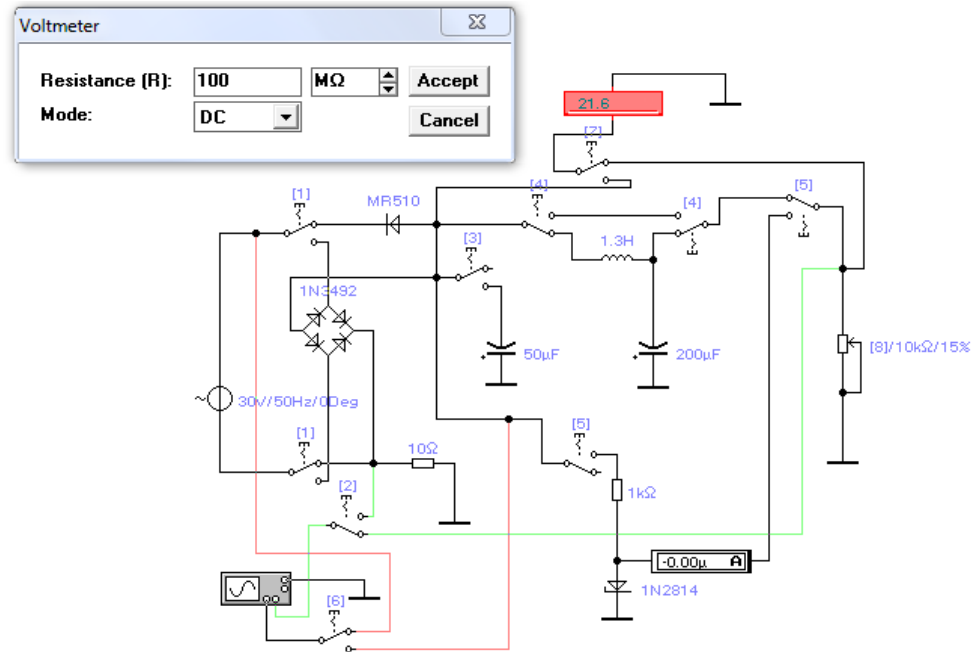 Voltmeter
Resistance (R): 100 MΩ Accept
Mode: DC Cancel
21.6
[7]
[4]
[5]
[1]
MR510
[4]
[3]
1.3H
1N3492
50µF
200µF
[8]/10kΩ/15%
30V/50Hz/0Deg
[1]
10Ω
[5]
[2]
1kΩ
-0.00µ A
1N2814
[6]